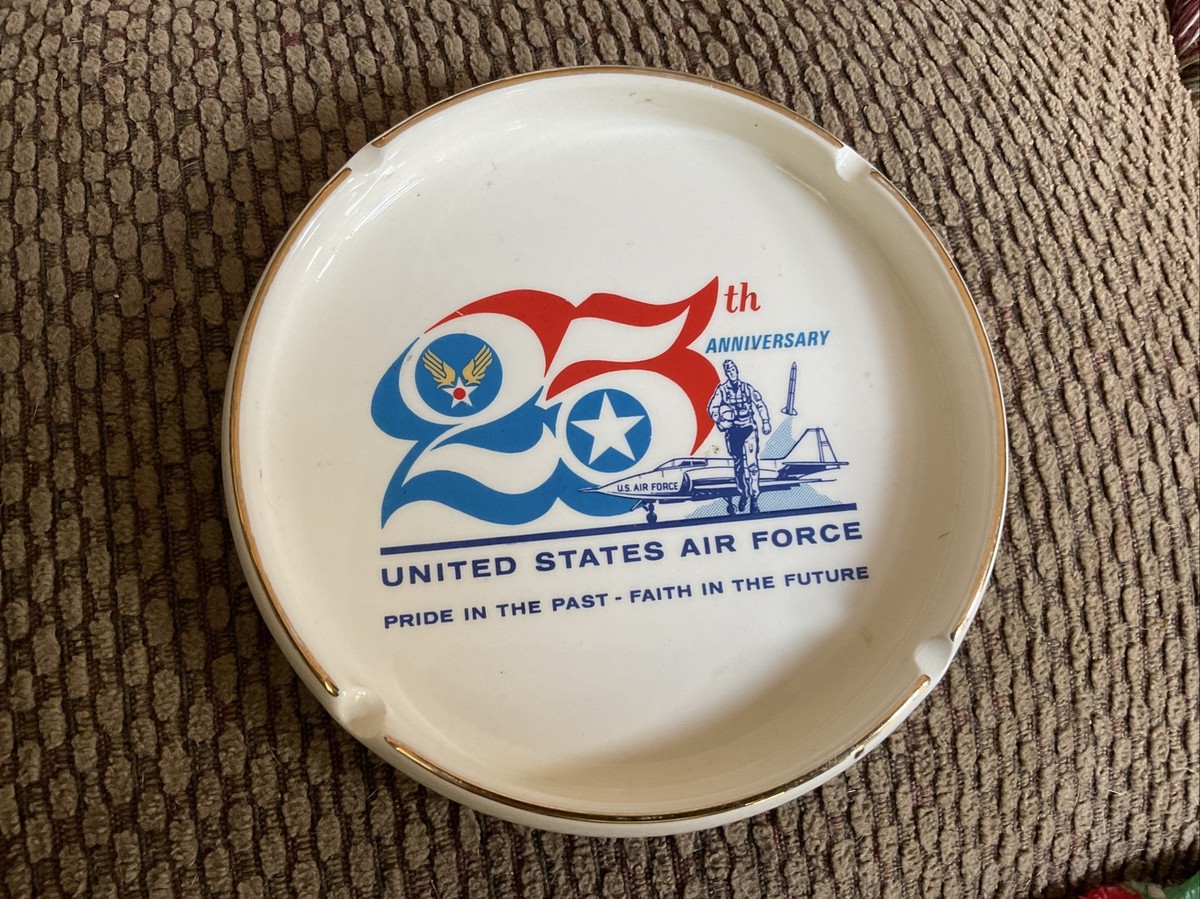 25th
ANNIVERSARY
U.S. AIR FORCE
UNITED STATES AIR FORCE
PRIDE IN THE PAST - FAITH IN THE FUTURE